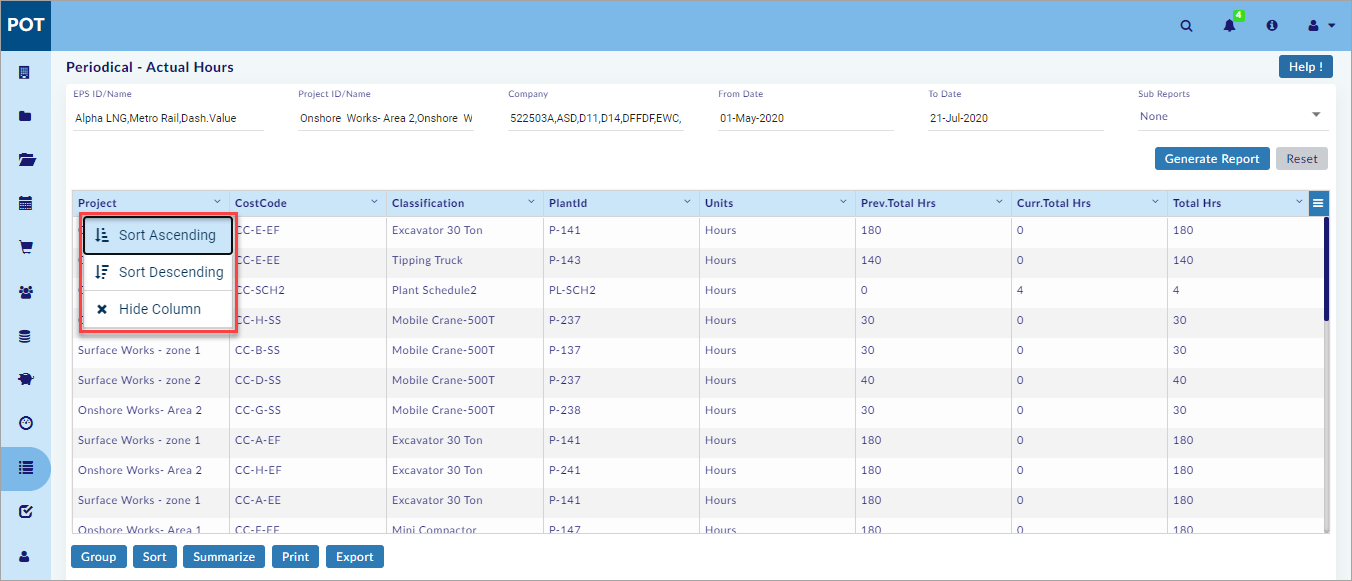 POT
4
Periodical - Actual Hours
Help !
EPS ID/Name Project ID/Name Company From Date To Date Sub Reports
Alpha LNG,Metro Rail,Dash.Value Onshore Works- Area 2,Onshore W 522503A,ASD,D11,D14,DFFDF,EWC, 01-May-2020 21-Jul-2020 None
Generate Report Reset
Project CostCode Classification PlantId Units Prev.Total Hrs Curr.Total Hrs Total Hrs
CC-E-EF Excavator 30 Ton P-141 Hours 180 0 180
Sort Ascending
CC-E-EE Tipping Truck P-143 Hours 140 0 140
Sort Descending
CC-SCH2 Plant Schedule2 PL-SCH2 Hours 0 4 4
Hide Column
CC-H-SS Mobile Crane-500T P-237 Hours 30 0 30
Surface Works - zone 1 CC-B-SS Mobile Crane-500T P-137 Hours 30 0 30
Surface Works - zone 2 CC-D-SS Mobile Crane-500T P-237 Hours 40 0 40
Onshore Works- Area 2 CC-G-SS Mobile Crane-500T P-238 Hours 30 0 30
Surface Works - zone 1 CC-A-EF Excavator 30 Ton P-141 Hours 180 0 180
Onshore Works- Area 2 CC-H-EF Excavator 30 Ton P-241 Hours 180 0 180
Surface Works - zone 1 CC-A-EE Excavator 30 Ton P-141 Hours 180 0 180
Onshore Works- Area 1 Mini Compactor P-147 Hours 180 0 180
Group Sort Summarize Print Export